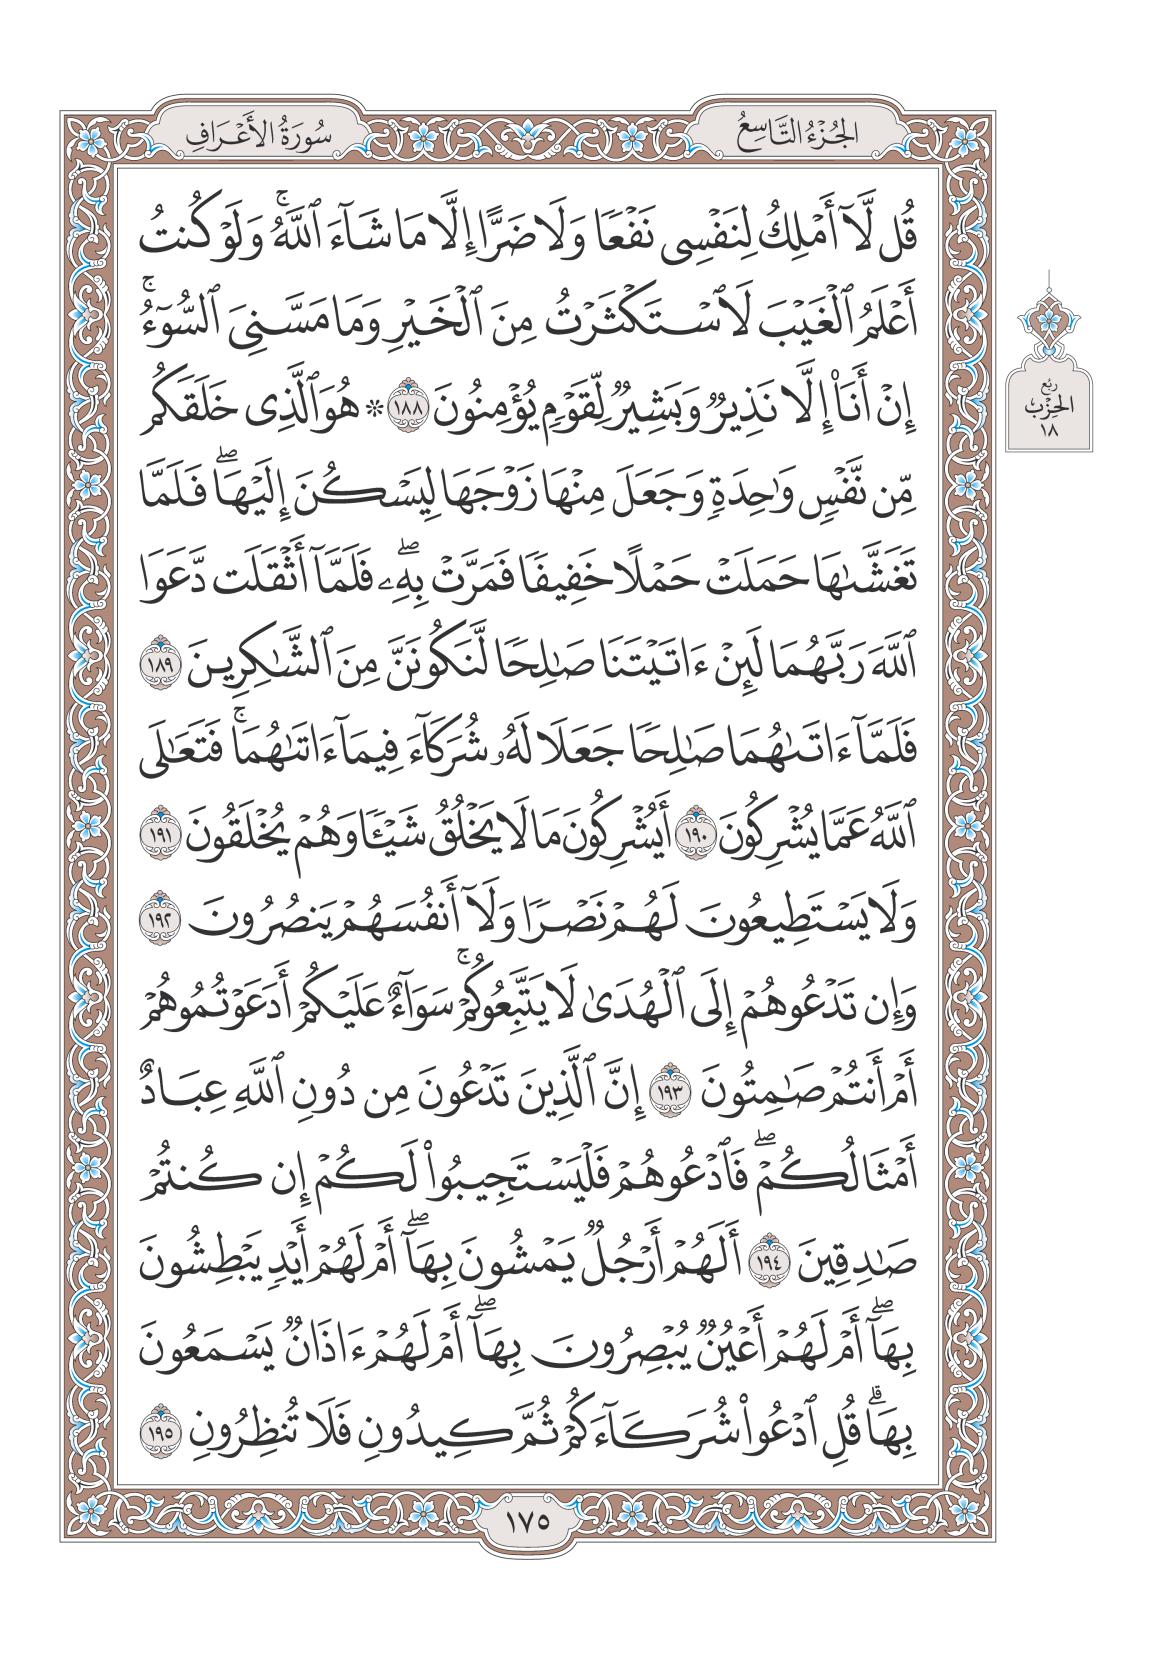 الجُزْءُ التَّاسِعُ
سُورَةُ الأَعْرَافِ
قُل لَّآ أَمْلِكُ لِنَفْسِي نَفْعًا وَلَا ضَرًّا إِلَّا مَا شَآءَ ٱللَّهُۚ وَلَوْ كُنتُ
أَعْلَمُ ٱلْغَيْبَ لَٱسْتَكْثَرْتُ مِنَ ٱلْخَيْرِ وَمَا مَسَّنِيَ ٱلسُّوٓءُۚ
إِنْ أَنَا۠ إِلَّا نَذِيرٌ وَبَشِيرٌ لِّقَوْمٍ يُؤْمِنُونَ ١٨٨ ۞ هُوَ ٱلَّذِي خَلَقَكُم
مِّن نَّفْسٍ وَٰحِدَةٍ وَجَعَلَ مِنْهَا زَوْجَهَا لِيَسْكُنَ إِلَيْهَاۖ فَلَمَّا
تَغَشَّىٰهَا حَمَلَتْ حَمْلًا خَفِيفًا فَمَرَّتْ بِهِۦۖ فَلَمَّآ أَثْقَلَت دَّعَوَا
ٱللَّهَ رَبَّهُمَا لَئِنْ ءَاتَيْتَنَا صَٰلِحًا لَّنَكُونَنَّ مِنَ ٱلشَّٰكِرِينَ ١٨٩
فَلَمَّآ ءَاتَىٰهُمَا صَٰلِحًا جَعَلَا لَهُۥ شُرَكَآءَ فِيمَآ ءَاتَىٰهُمَاۚ فَتَعَٰلَى
ٱللَّهُ عَمَّا يُشْرِكُونَ ١٩٠ أَيُشْرِكُونَ مَا لَا يَخْلُقُ شَيْـًٔا وَهُمْ يُخْلَقُونَ ١٩١
وَلَا يَسْتَطِيعُونَ لَهُمْ نَصْرًا وَلَآ أَنفُسَهُمْ يَنصُرُونَ ١٩٢
وَإِن تَدْعُوهُمْ إِلَى ٱلْهُدَىٰ لَا يَتَّبِعُوكُمْۚ سَوَآءٌ عَلَيْكُمْ أَدَعَوْتُمُوهُمْ
أَمْ أَنتُمْ صَٰمِتُونَ ١٩٣ إِنَّ ٱلَّذِينَ تَدْعُونَ مِن دُونِ ٱللَّهِ عِبَادٌ
أَمْثَالُكُمْۖ فَٱدْعُوهُمْ فَلْيَسْتَجِيبُوا۟ لَكُمْ إِن كُنتُمْ
صَٰدِقِينَ ١٩٤ أَلَهُمْ أَرْجُلٌ يَمْشُونَ بِهَآۖ أَمْ لَهُمْ أَيْدٍ يَبْطِشُونَ
بِهَآۖ أَمْ لَهُمْ أَعْيُنٌ يُبْصِرُونَ بِهَآۖ أَمْ لَهُمْ ءَاذَانٌ يَسْمَعُونَ
بِهَاۗ قُلِ ٱدْعُوا۟ شُرَكَآءَكُمْ ثُمَّ كِيدُونِ فَلَا تُنظِرُونِ ١٩٥
١٧٥
رُبْع
الحِزْب
١٨